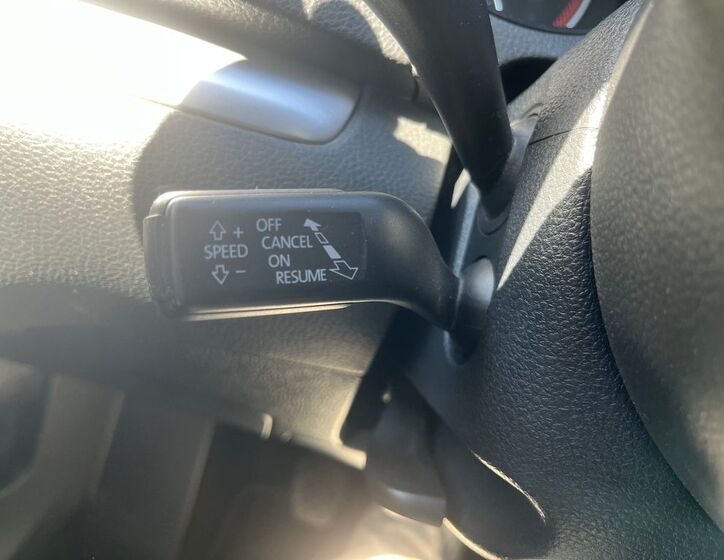 +
SPEED
−
OFF
CANCEL
ON
RESUME